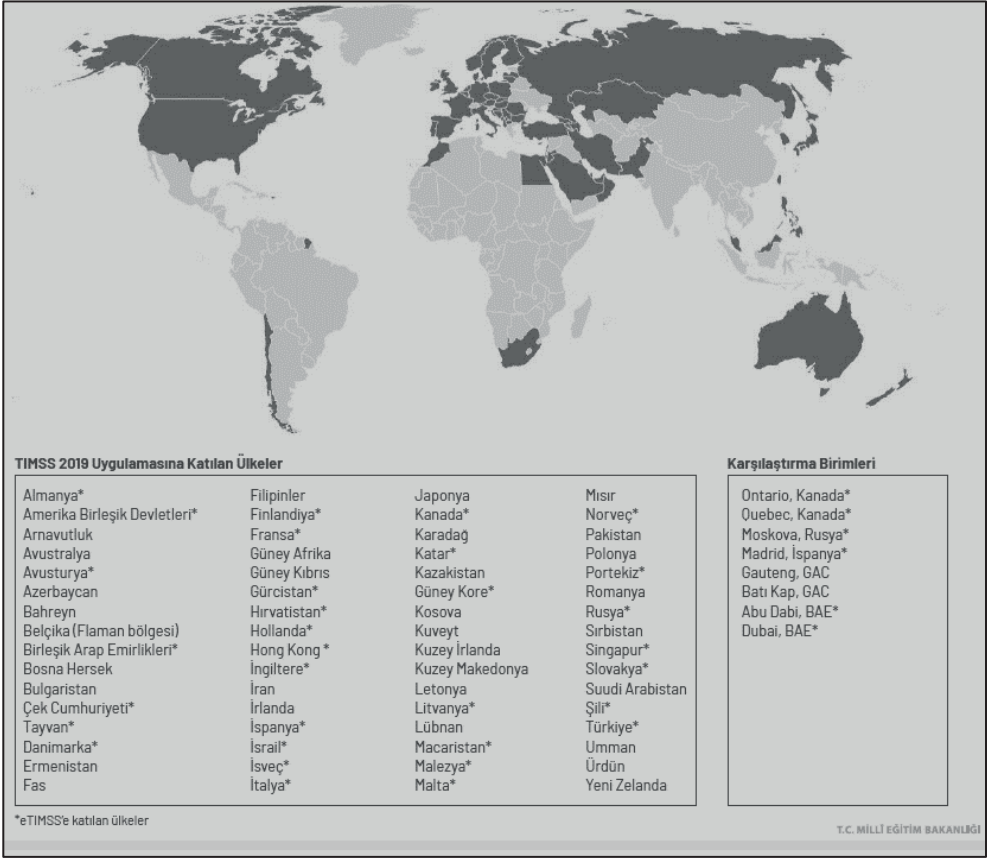 TIMSS 2019 Uygulamasına Katılan Ülkeler
Almanya*
Amerika Birleşik Devletleri*
Arnavutluk
Avustralya
Avusturya*
Azerbaycan
Bahreyn
Belçika (Flaman bölgesi)
Birleşik Arap Emirlikleri*
Bosna Hersek
Bulgaristan
Çek Cumhuriyeti*
Tayvan*
Danimarka*
Ermenistan
Fas
Filipinler
Finlandiya*
Fransa*
Güney Afrika
Güney Kıbrıs
Gürcistan*
Hırvatistan*
Hollanda*
Hong Kong *
İngiltere*
İran
İrlanda
İspanya*
İsrail*
İsveç*
İtalya*
Japonya
Kanada*
Karadağ
Katar*
Kazakistan
Güney Kore*
Kosova
Kuveyt
Kuzey İrlanda
Kuzey Makedonya
Letonya
Litvanya*
Lübnan
Macaristan*
Malezya*
Malta*
Mısır
Norveç*
Pakistan
Polonya
Portekiz*
Romanya
Rusya*
Sırbistan
Singapur*
Slovakya*
Suudi Arabistan
Şili*
Türkiye*
Umman
Ürdün
Yeni Zelanda
Karşılaştırma Birimleri
Ontario, Kanada*
Quebec, Kanada*
Moskova, Rusya*
Madrid, İspanya*
Gauteng, GAC
Batı Kap, GAC
Abu Dabi, BAE*
Dubai, BAE*
*eTIMSS'e katılan ülkeler
T.C. MİLLÎ EĞİTİM BAKANLIĞI